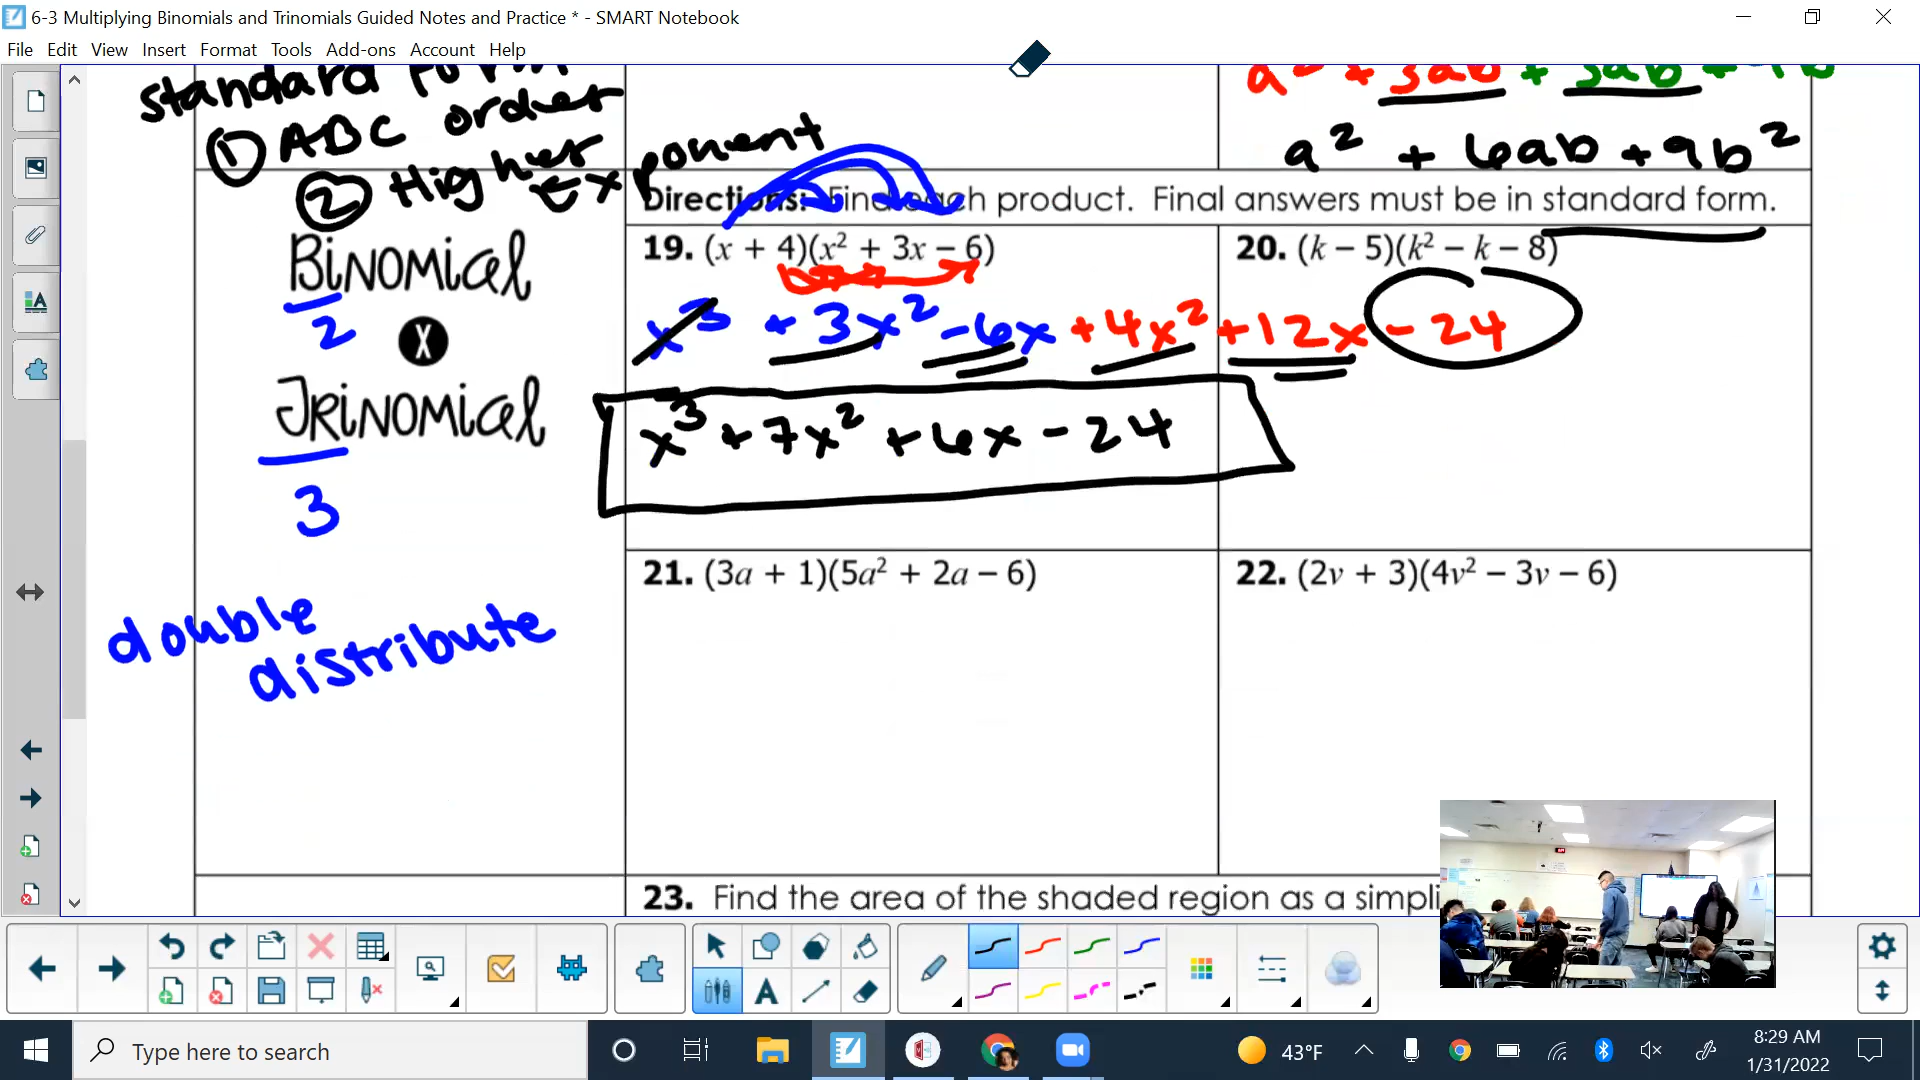 6-3 Multiplying Binomials and Trinomials Guided Notes and Practice * - SMART Notebook
File Edit View Insert Format Tools Add-ons Account Help
standard form
① ABC order
② Higher exponent
a² + 3ab + 3ab + 9b²
a² + 6ab + 9b²
Directions: Find each product. Final answers must be in standard form.
BiNOMiAL
2
X
TRiNOMiAL
3
double
distribute
19. (x + 4)(x² + 3x – 6)
x³ + 3x² - 6x + 4x² + 12x - 24
x³ + 7x² + 6x - 24
20. (k – 5)(k² – k – 8)
21. (3a + 1)(5a² + 2a – 6)
22. (2v + 3)(4v² – 3v – 6)
23. Find the area of the shaded region as a simpli
Type here to search
43°F
8:29 AM
1/31/2022